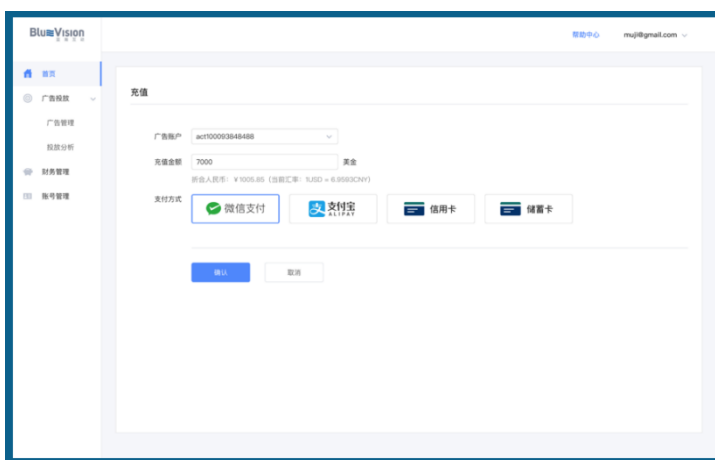 BlueVision
帮助中心
muji@gmail.com
首页
广告投放
广告管理
投放分析
财务管理
账号管理
充值
广告账户 act100093848488
充值金额 7000 美金
折合人民币: ¥1005.85 (当前汇率: 1USD = 6.9583CNY)
支付方式
微信支付
支付宝
ALIPAY
信用卡
储蓄卡
确认
取消